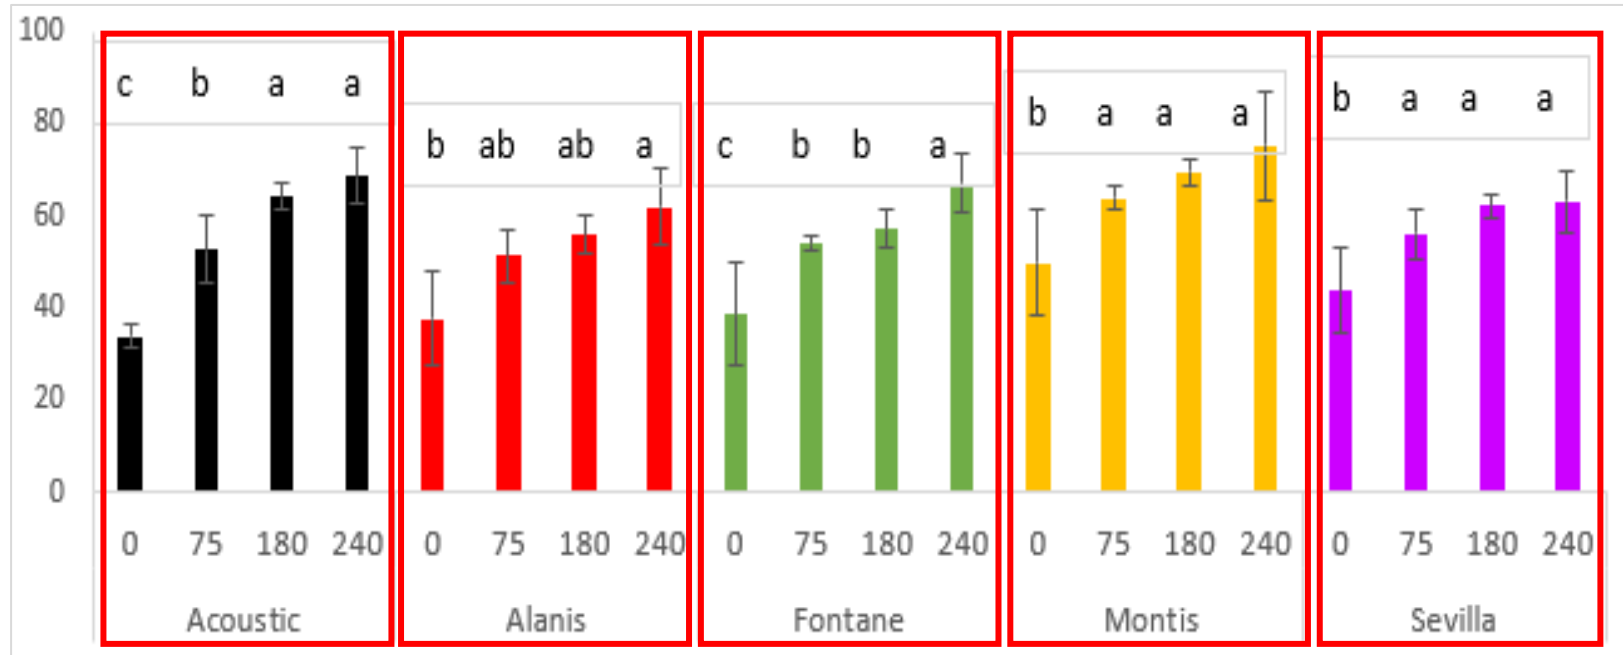 100
c b a a
b ab ab a
c b b a
b a a a
b a a a
80
60
40
20
0
0 75 180 240 0 75 180 240 0 75 180 240 0 75 180 240 0 75 180 240
Acoustic Alanis Fontane Montis Sevilla